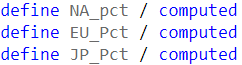 define NA_pct / computed
define EU_Pct / computed
define JP_Pct / computed